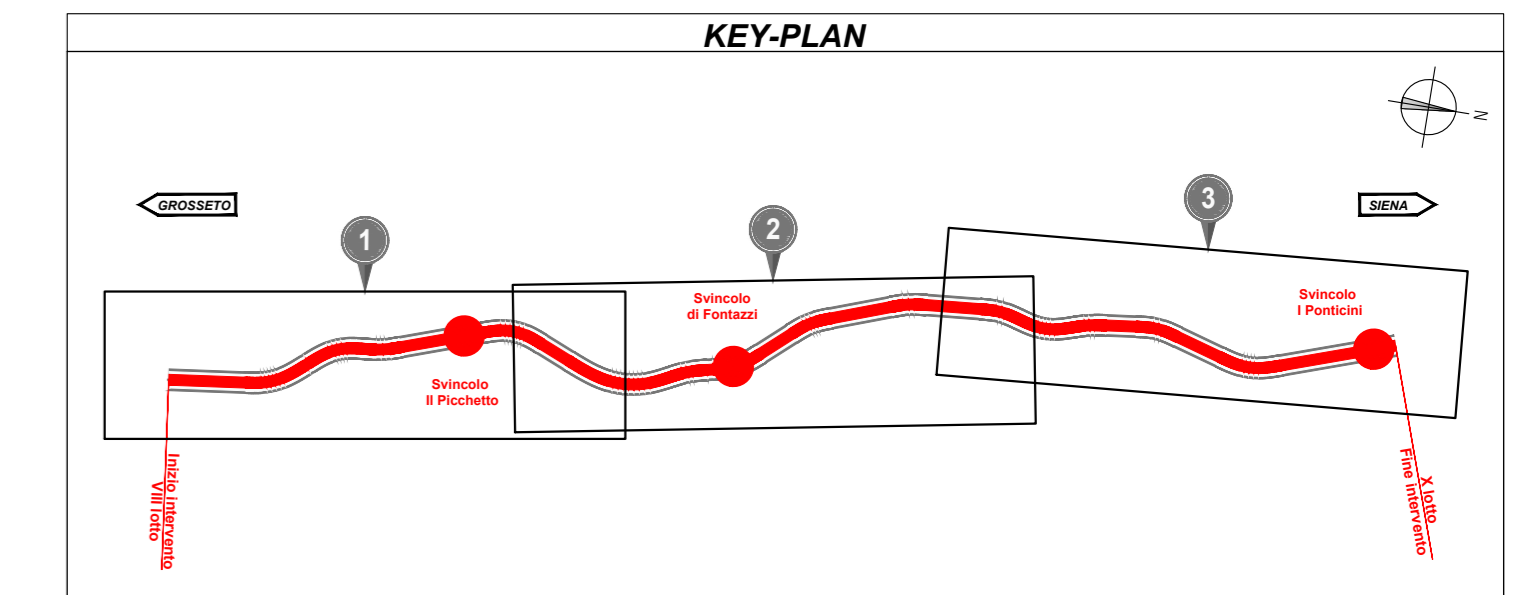 KEY-PLAN
N
GROSSETO
SIENA
1
2
3
Svincolo
Il Picchetto
Svincolo
di Fontazzi
Svincolo
I Ponticini
Inizio intervento
VIII lotto
X lotto
Fine intervento